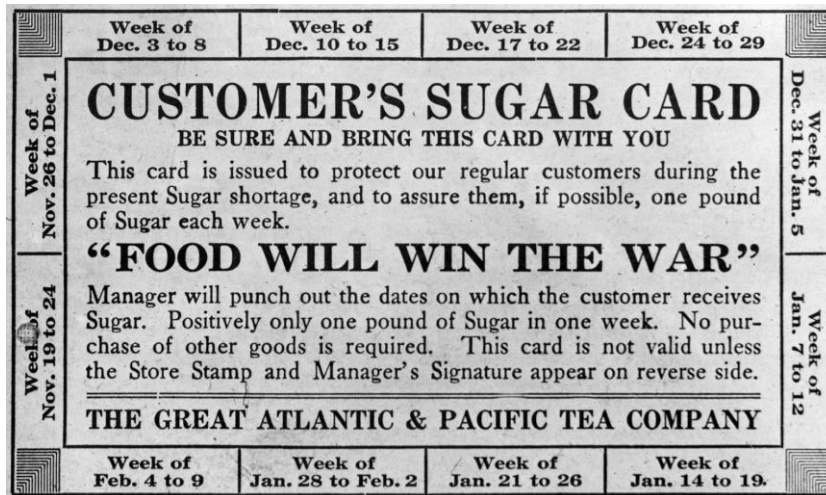 Week of
Dec. 3 to 8
Week of
Dec. 10 to 15
Week of
Dec. 17 to 22
Week of
Dec. 24 to 29
Week of
Nov. 26 to Dec. 1
Week of
Nov. 19 to 24
CUSTOMER'S SUGAR CARD
BE SURE AND BRING THIS CARD WITH YOU
This card is issued to protect our regular customers during the
present Sugar shortage, and to assure them, if possible, one pound
of Sugar each week.
"FOOD WILL WIN THE WAR"
Manager will punch out the dates on which the customer receives
Sugar. Positively only one pound of Sugar in one week. No pur-
chase of other goods is required. This card is not valid unless
the Store Stamp and Manager's Signature appear on reverse side.
THE GREAT ATLANTIC & PACIFIC TEA COMPANY
Week of
Dec. 31 to Jan. 5
Week of
Jan. 7 to 12
Week of
Feb. 4 to 9
Week of
Jan. 28 to Feb. 2
Week of
Jan. 21 to 26
Week of
Jan. 14 to 19.